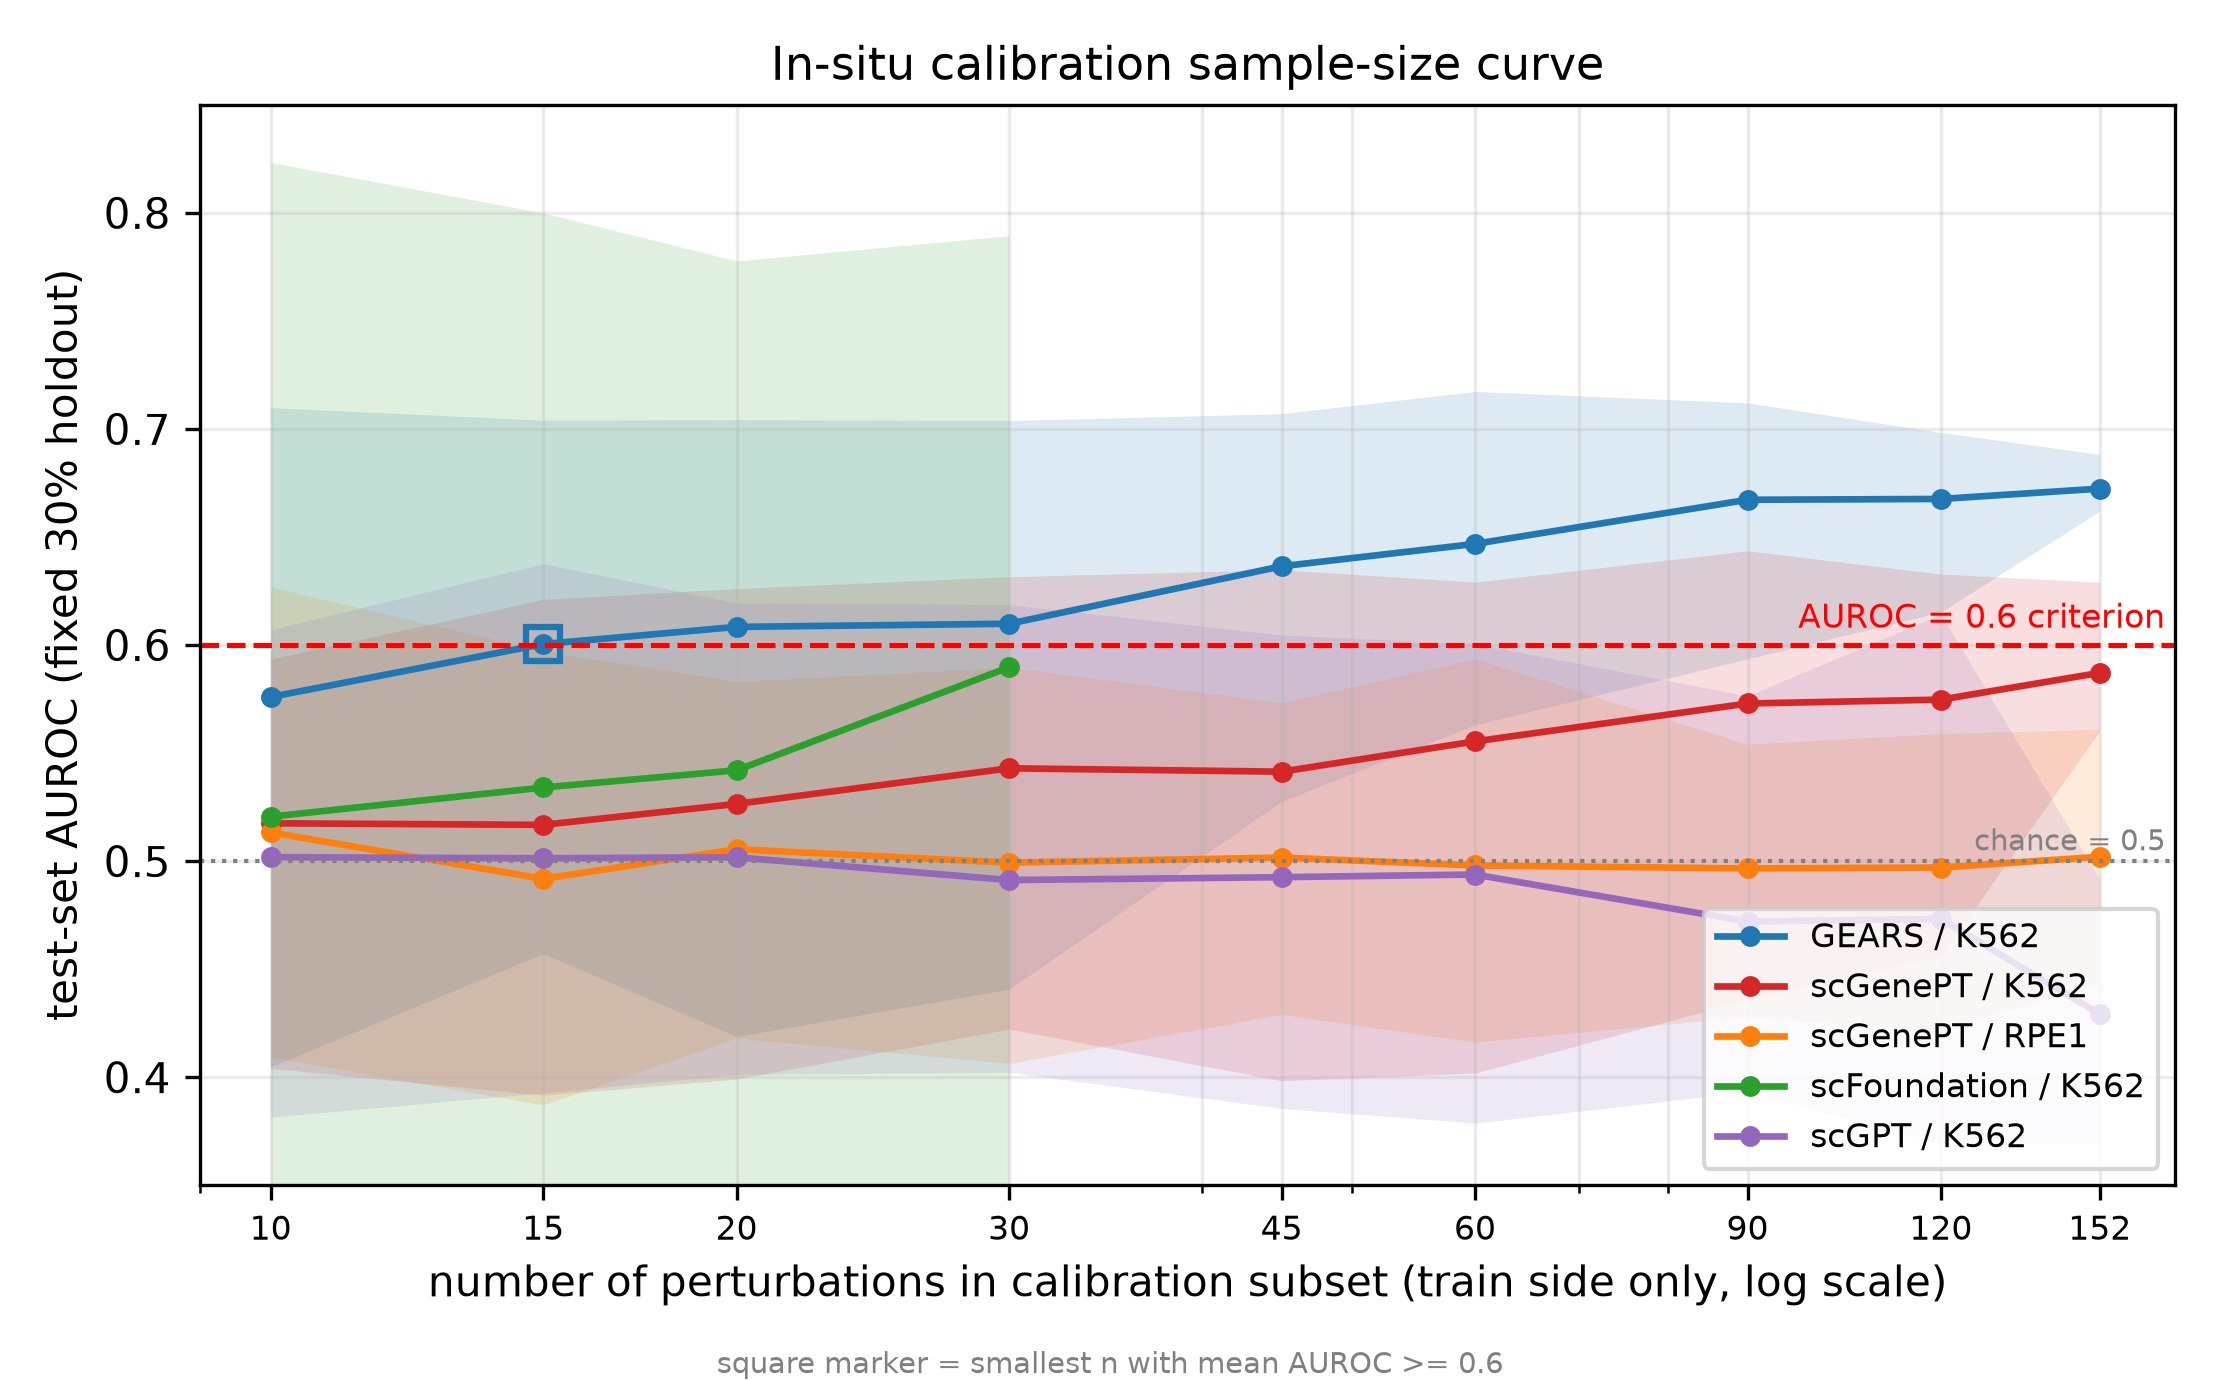 In-situ calibration sample-size curve
test-set AUROC (fixed 30% holdout)
0.8
0.7
0.6
0.5
0.4
AUROC = 0.6 criterion
chance = 0.5
GEARS / K562
scGenePT / K562
scGenePT / RPE1
scFoundation / K562
scGPT / K562
10 15 20 30 45 60 90 120 152
number of perturbations in calibration subset (train side only, log scale)
square marker = smallest n with mean AUROC >= 0.6